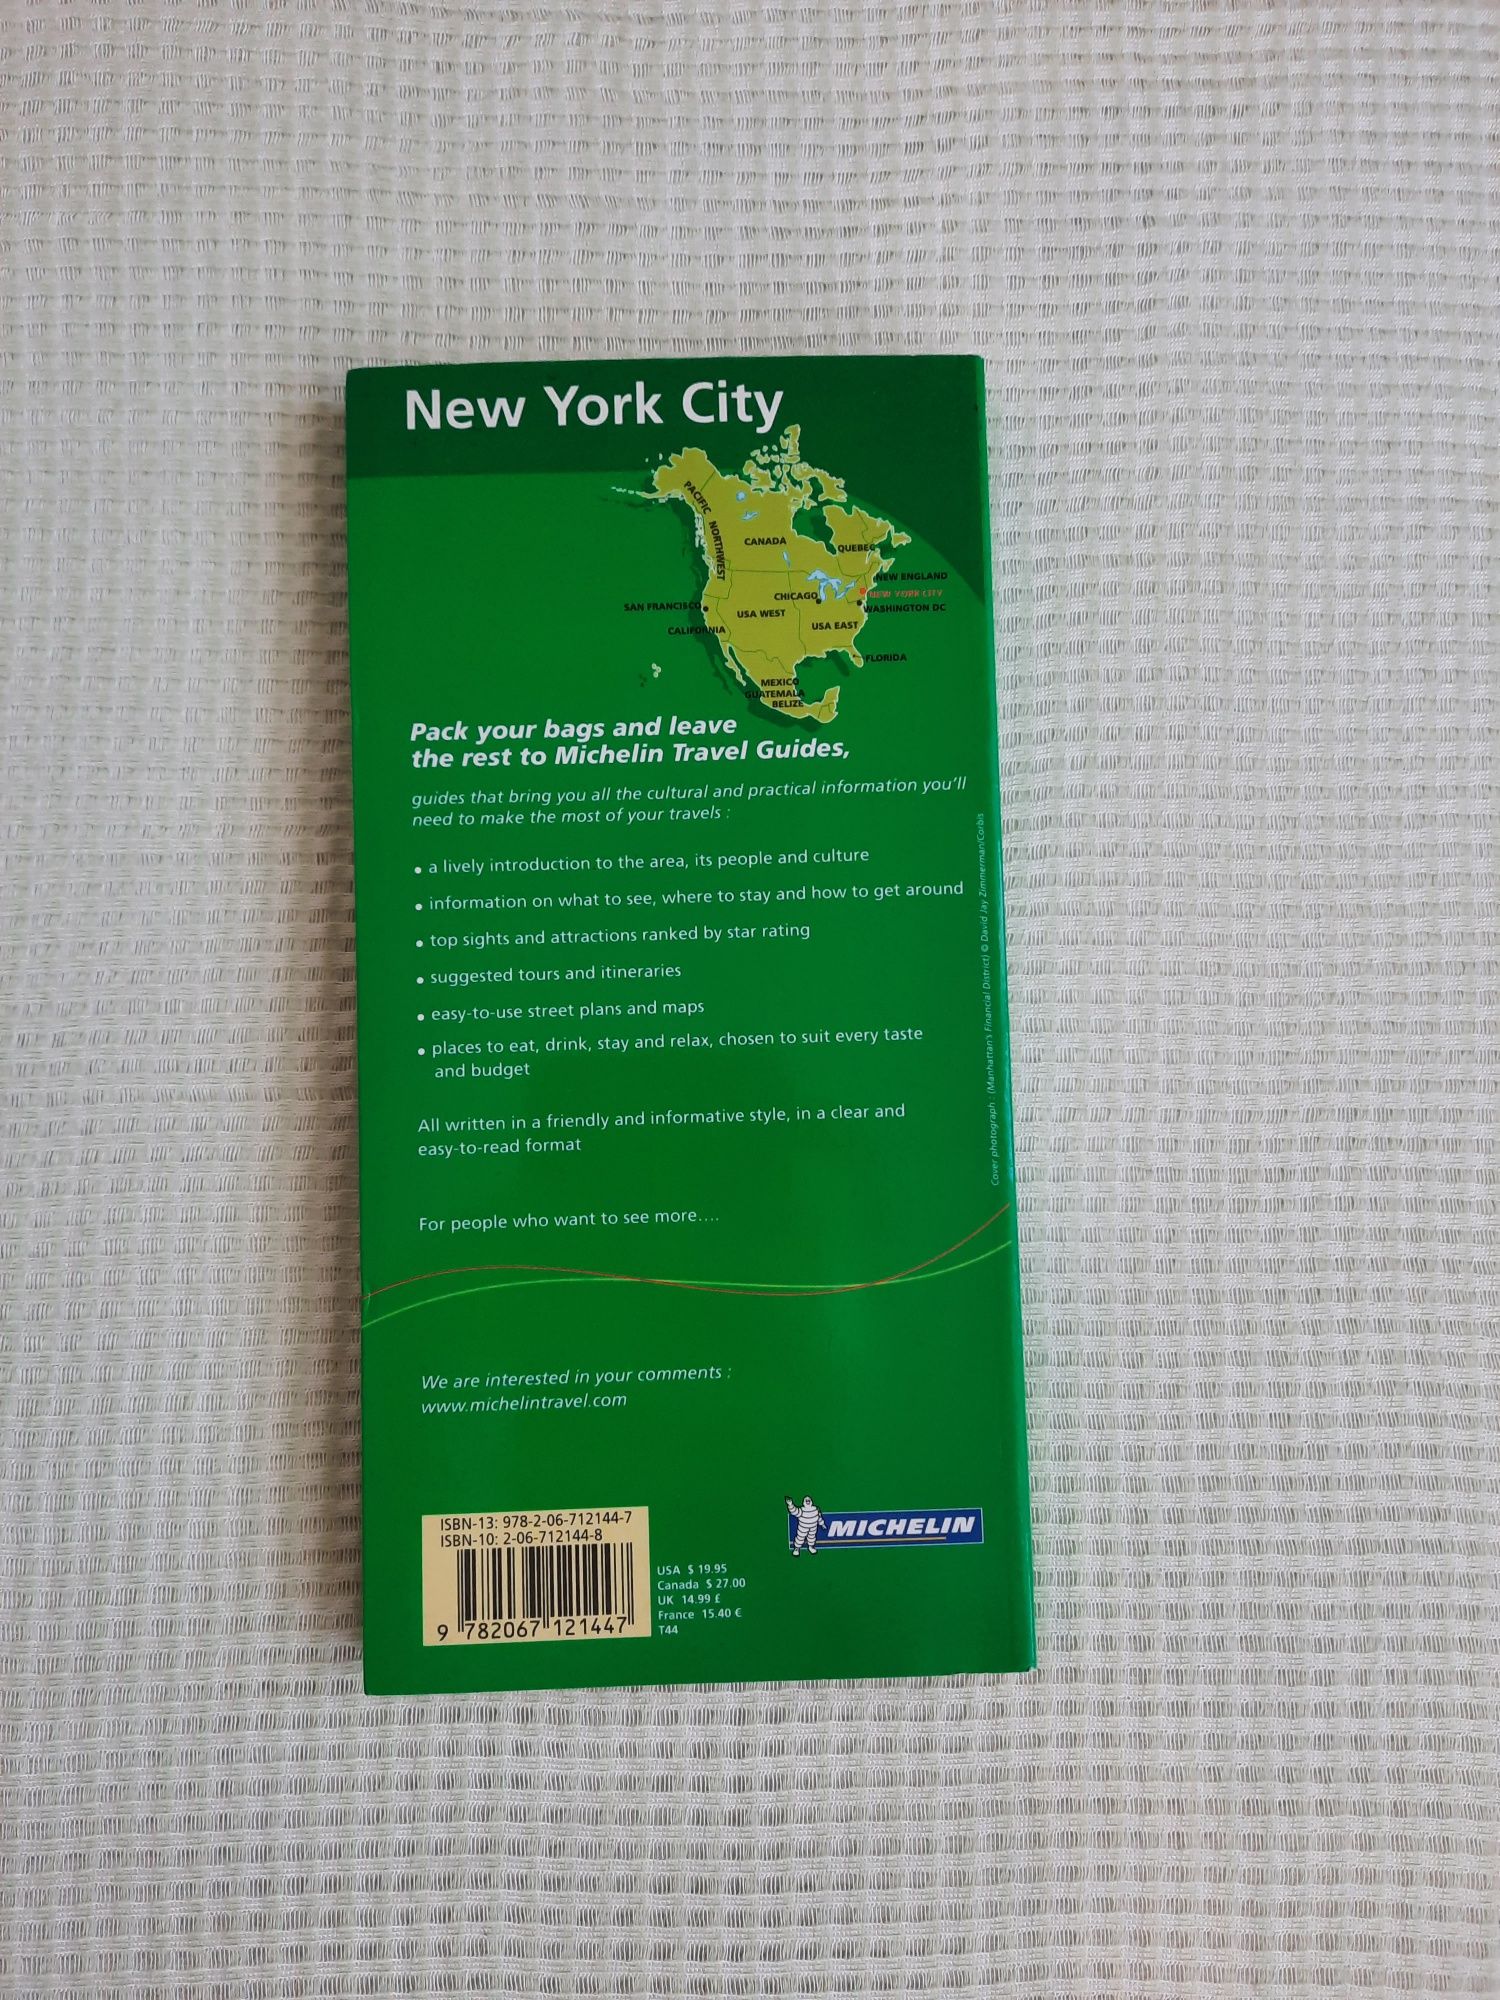 New York City
PACIFIC NORTHWEST
CANADA
QUEBEC
NEW ENGLAND
NEW YORK CITY
CHICAGO
WASHINGTON DC
SAN FRANCISCO
USA WEST
USA EAST
CALIFORNIA
FLORIDA
MEXICO
GUATEMALA
BELIZE
Pack your bags and leave
the rest to Michelin Travel Guides,
guides that bring you all the cultural and practical information you'll
need to make the most of your travels :
• a lively introduction to the area, its people and culture
• information on what to see, where to stay and how to get around
• top sights and attractions ranked by star rating
• suggested tours and itineraries
• easy-to-use street plans and maps
• places to eat, drink, stay and relax, chosen to suit every taste
and budget
All written in a friendly and informative style, in a clear and
easy-to-read format
For people who want to see more....
Cover photograph : (Manhattan's Financial District) © David Jay Zimmerman/Corbis
We are interested in your comments :
www.michelintravel.com
ISBN-13: 978-2-06-712144-7
ISBN-10: 2-06-712144-8
9 782067 121447
USA $ 19.95
Canada $ 27.00
UK 14.99 £
France 15.40 €
T44
MICHELIN